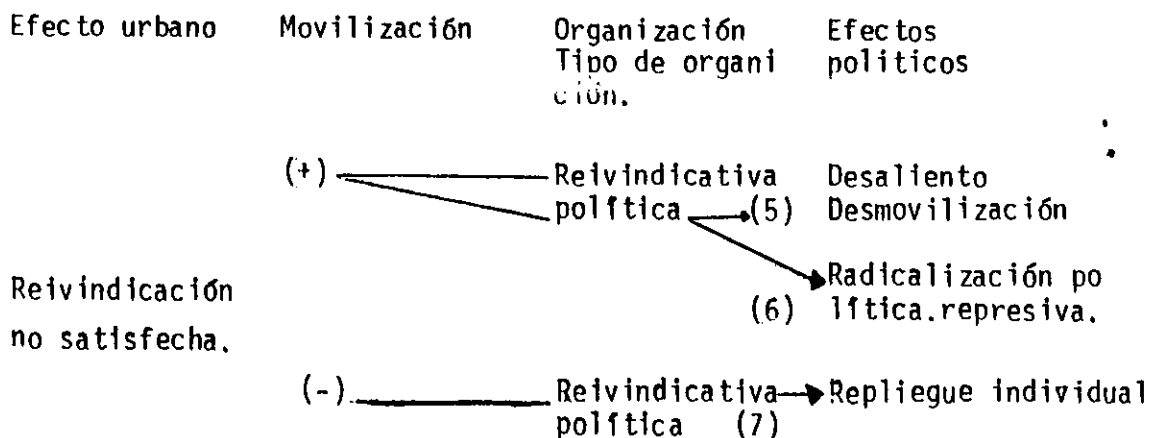 Efecto urbano Movilización Organización Efectos
Tipo de organi políticos
ción.
(+) Reivindicativa Desaliento
política (5) Desmovilización
Reivindicación Radicalización po
(6) lítica.represiva.
no satisfecha.
(-) Reivindicativa Repliegue individual
política (7)